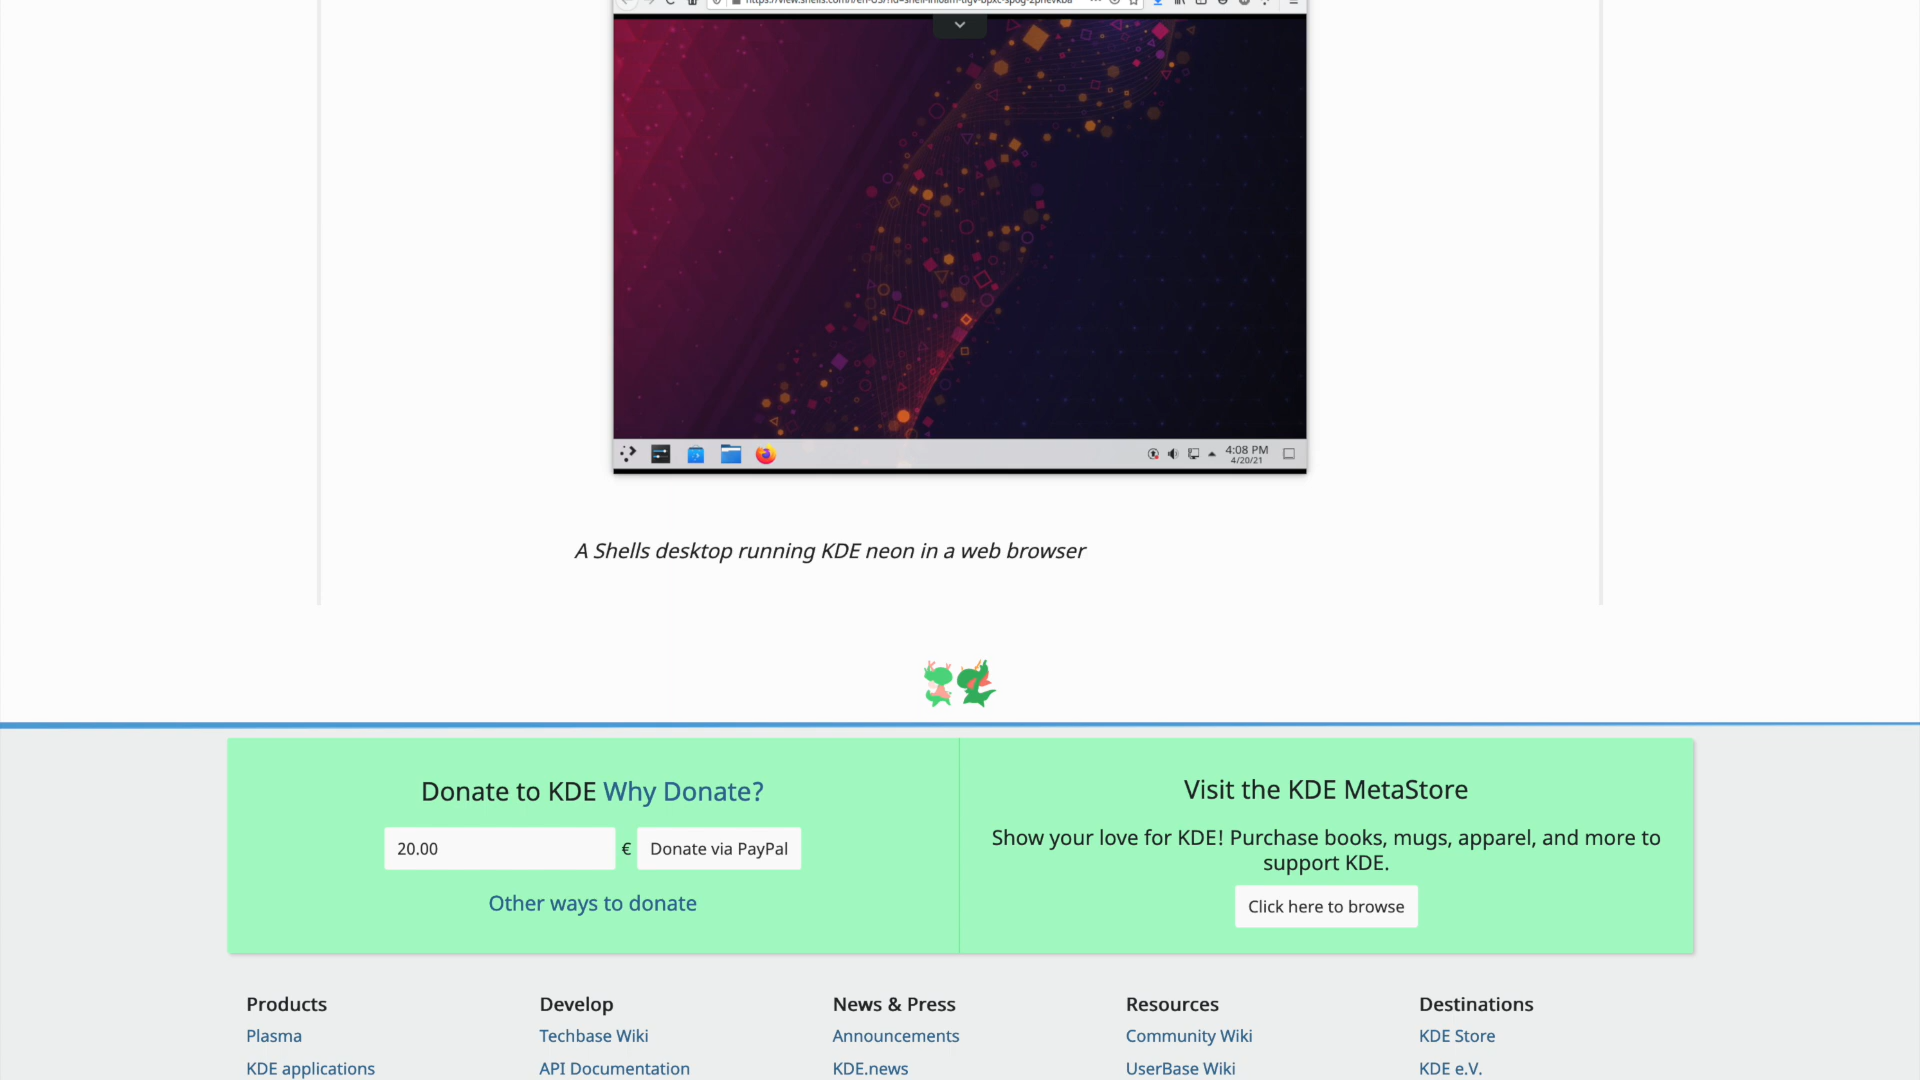 4:08 PM
4/20/21
A Shells desktop running KDE neon in a web browser
Donate to KDE Why Donate?
20.00 € Donate via PayPal
Other ways to donate
Visit the KDE MetaStore
Show your love for KDE! Purchase books, mugs, apparel, and more to
support KDE.
Click here to browse
Products
Plasma
KDE applications
Develop
Techbase Wiki
API Documentation
News & Press
Announcements
KDE.news
Resources
Community Wiki
UserBase Wiki
Destinations
KDE Store
KDE e.V.